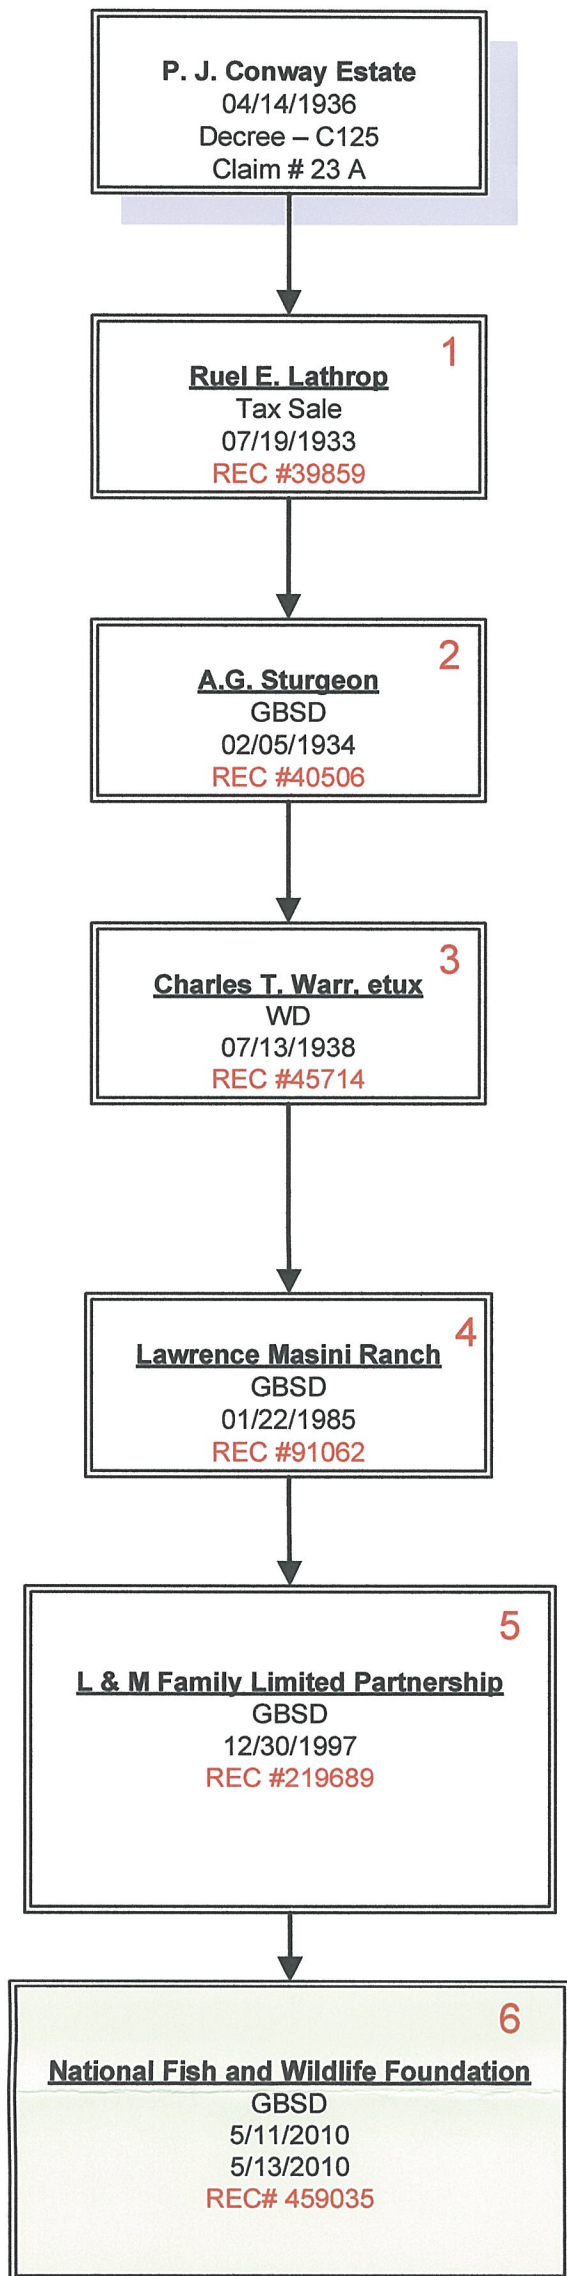 P. J. Conway Estate
04/14/1936
Decree – C125
Claim # 23 A
1
Ruel E. Lathrop
Tax Sale
07/19/1933
REC #39859
2
A.G. Sturgeon
GBSD
02/05/1934
REC #40506
3
Charles T. Warr, etux
WD
07/13/1938
REC #45714
4
Lawrence Masini Ranch
GBSD
01/22/1985
REC #91062
5
L & M Family Limited Partnership
GBSD
12/30/1997
REC #219689
6
National Fish and Wildlife Foundation
GBSD
5/11/2010
5/13/2010
REC# 459035